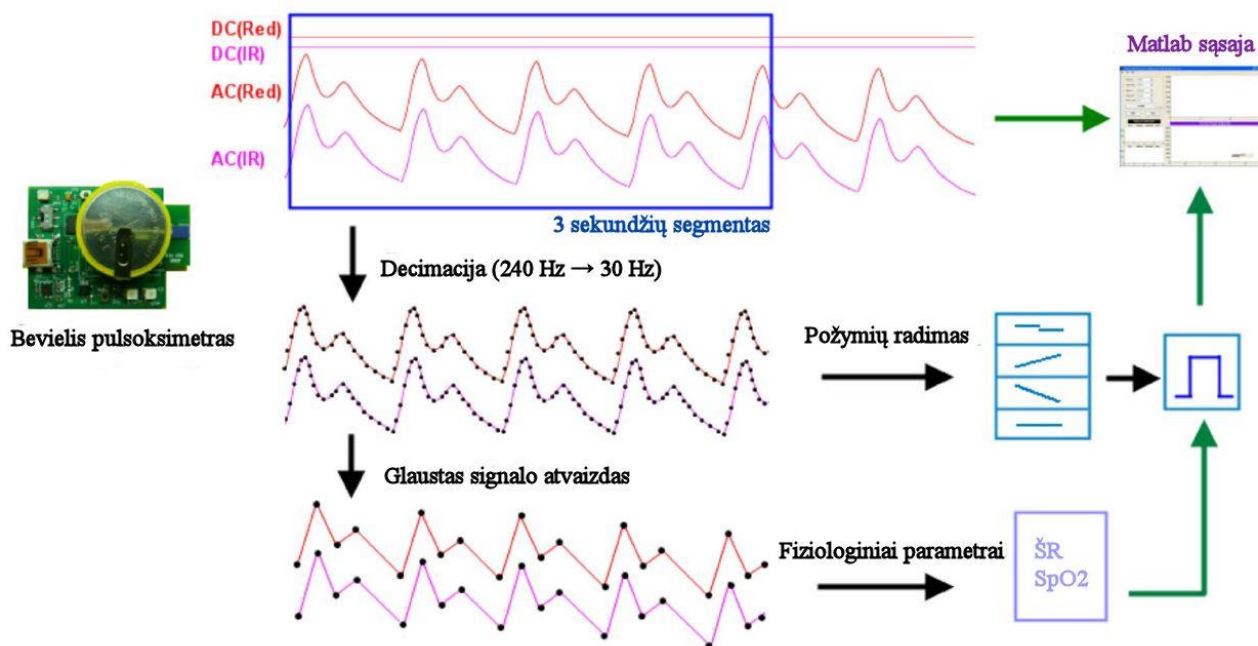 DC(Red)
DC(IR)
AC(Red)
AC(IR)
Matlab sąsaja
3 sekundžių segmentas
Decimacija (240 Hz → 30 Hz)
Bevielis pulsoksimetras
Požymių radimas
Glaustas signalo atvaizdas
Fiziologiniai parametrai
ŠR
SpO2